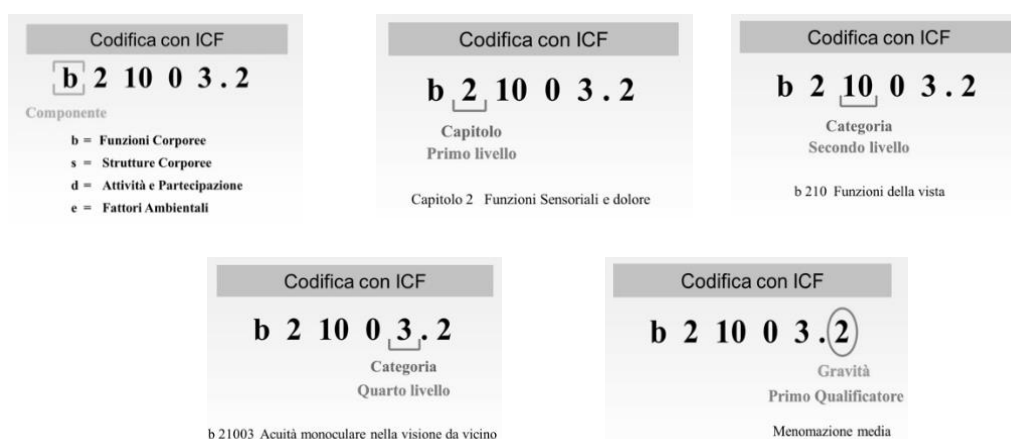 Codifica con ICF
b 2 10 0 3 . 2
Componente
b = Funzioni Corporee
s = Strutture Corporee
d = Attività e Partecipazione
e = Fattori Ambientali
Codifica con ICF
b 2 10 0 3 . 2
Capitolo
Primo livello
Capitolo 2 Funzioni Sensoriali e dolore
Codifica con ICF
b 2 10 0 3 . 2
Categoria
Secondo livello
b 210 Funzioni della vista
Codifica con ICF
b 2 10 0 3 . 2
Categoria
Quarto livello
b 21003 Acuità monoculare nella visione da vicino
Codifica con ICF
b 2 10 0 3 . 2
Gravità
Primo Qualificatore
Menomazione media